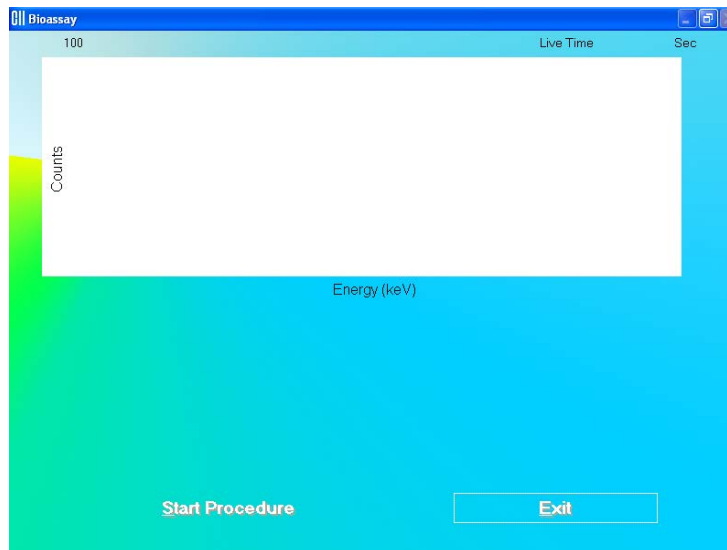 Bioassay
100 Live Time Sec
Counts
Energy (keV)
Start Procedure Exit